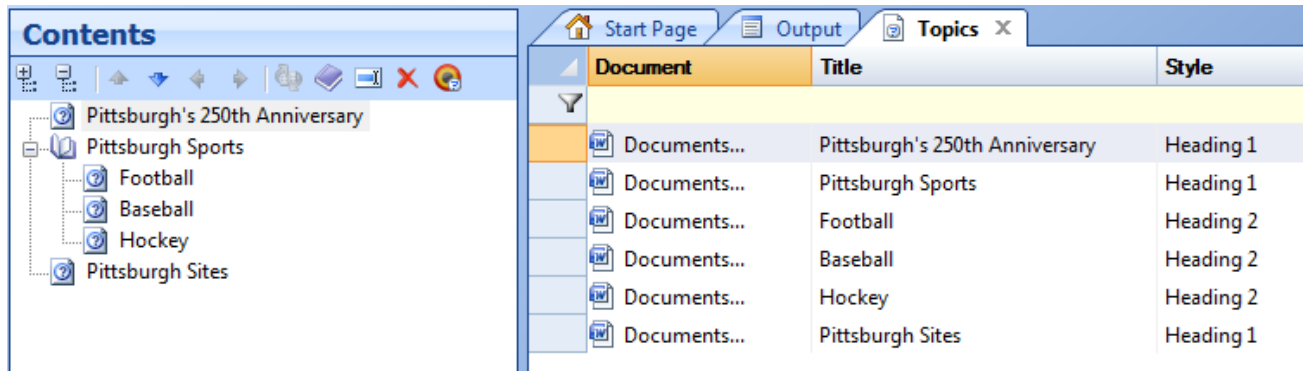 Contents
Pittsburgh's 250th Anniversary
Pittsburgh Sports
Football
Baseball
Hockey
Pittsburgh Sites
Start Page Output Topics X
Document Title Style
Documents... Pittsburgh's 250th Anniversary Heading 1
Documents... Pittsburgh Sports Heading 1
Documents... Football Heading 2
Documents... Baseball Heading 2
Documents... Hockey Heading 2
Documents... Pittsburgh Sites Heading 1